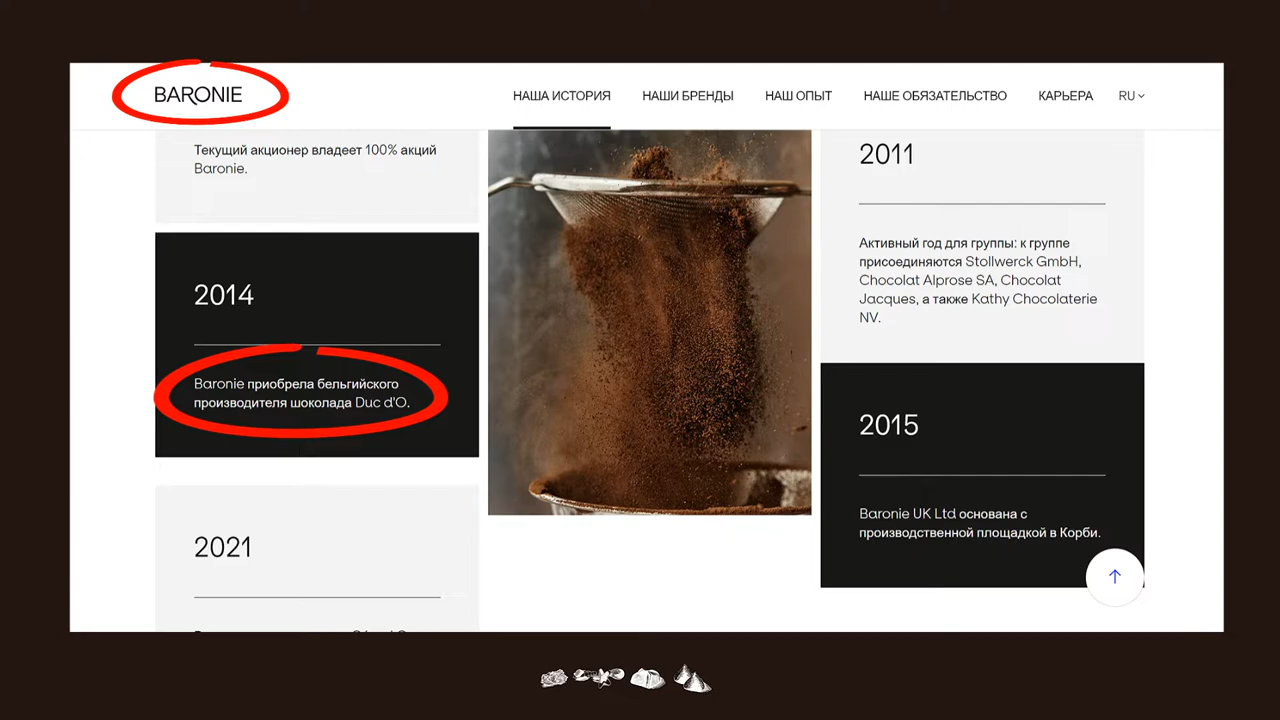 BARONIE
НАША ИСТОРИЯ
НАШИ БРЕНДЫ
НАШ ОПЫТ
НАШЕ ОБЯЗАТЕЛЬСТВО
КАРЬЕРА
RU
Текущий акционер владеет 100% акций
Baronie.
2014
Baronie приобрела бельгийского
производителя шоколада Duc d'O.
2021
2011
Активный год для группы: к группе
присоединяются Stollwerck GmbH,
Chocolat Alprose SA, Chocolat
Jacques, а также Kathy Chocolaterie
NV.
2015
Baronie UK Ltd основана с
производственной площадкой в Корби.